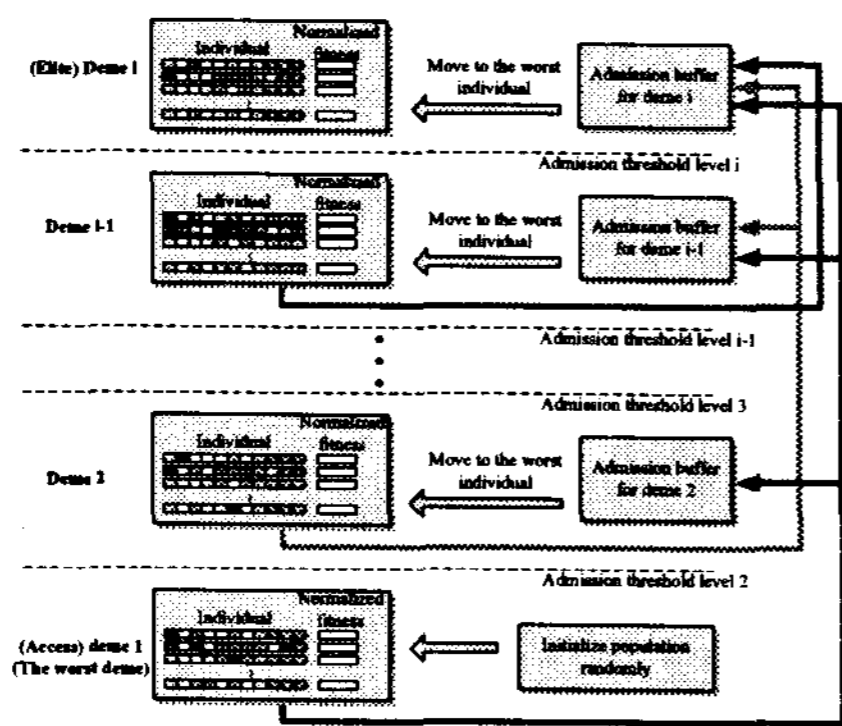 (Elite) Deme i
Individual
Normalized
fitness
Move to the worst
individual
Admission buffer
for deme i
Admission threshold level i
Deme i-1
Individual
Normalized
fitness
Move to the worst
individual
Admission buffer
for deme i-1
Admission threshold level i-1
Admission threshold level 3
Deme 2
Individual
Normalized
fitness
Move to the worst
individual
Admission buffer
for deme 2
Admission threshold level 2
(Access) deme 1
(The worst deme)
Individual
Normalized
fitness
Initialize population
randomly